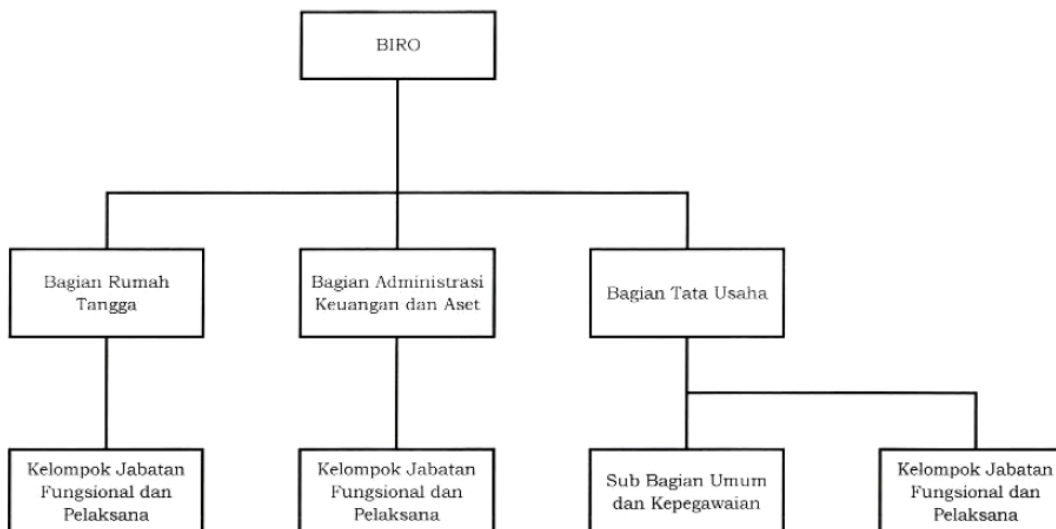 BIRO
Bagian Rumah
Tangga
Bagian Administrasi
Keuangan dan Aset
Bagian Tata Usaha
Kelompok Jabatan
Fungsional dan
Pelaksana
Kelompok Jabatan
Fungsional dan
Pelaksana
Sub Bagian Umum
dan Kepegawaian
Kelompok Jabatan
Fungsional dan
Pelaksana